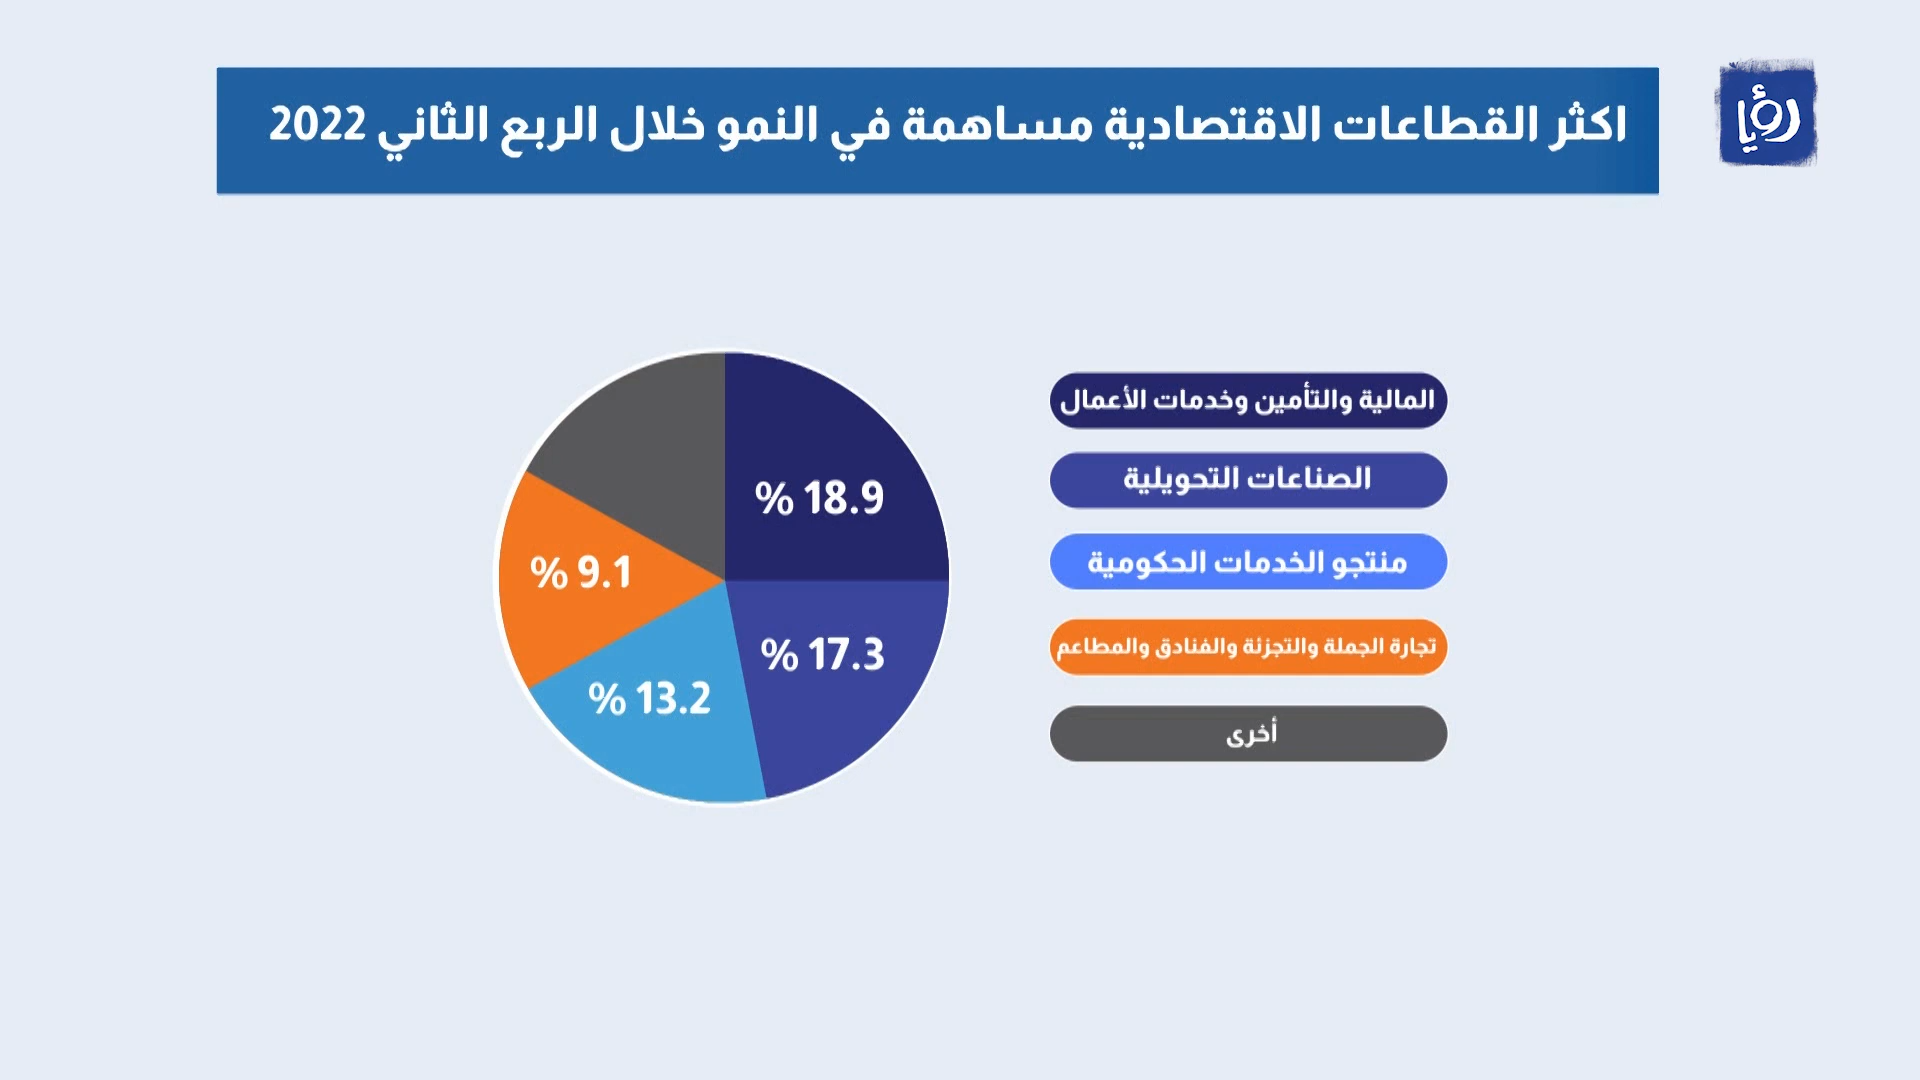 رؤيا
اكثر القطاعات الاقتصادية مساهمة في النمو خلال الربع الثاني 2022
المالية والتأمين وخدمات الأعمال
الصناعات التحويلية
منتجو الخدمات الحكومية
تجارة الجملة والتجزئة والفنادق والمطاعم
أخرى
% 18.9
% 17.3
% 13.2
% 9.1